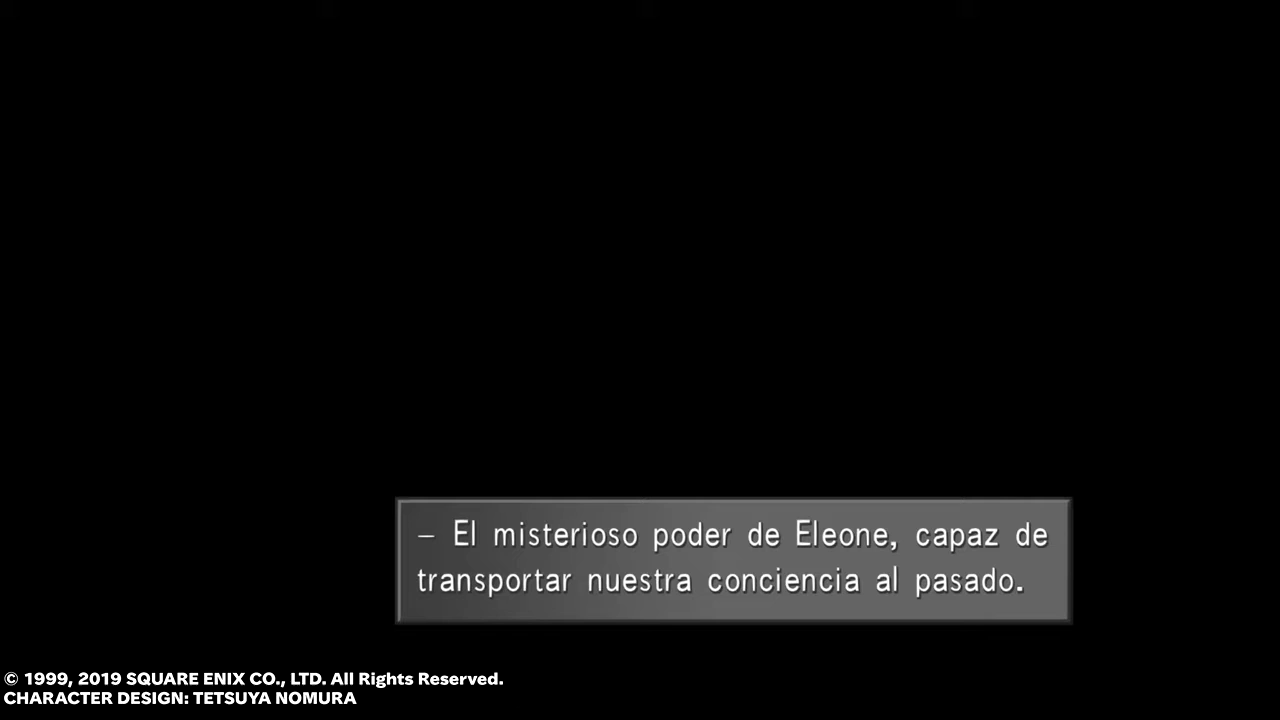 – El misterioso poder de Eleone, capaz de
transportar nuestra conciencia al pasado.
© 1999, 2019 SQUARE ENIX CO., LTD. All Rights Reserved.
CHARACTER DESIGN: TETSUYA NOMURA